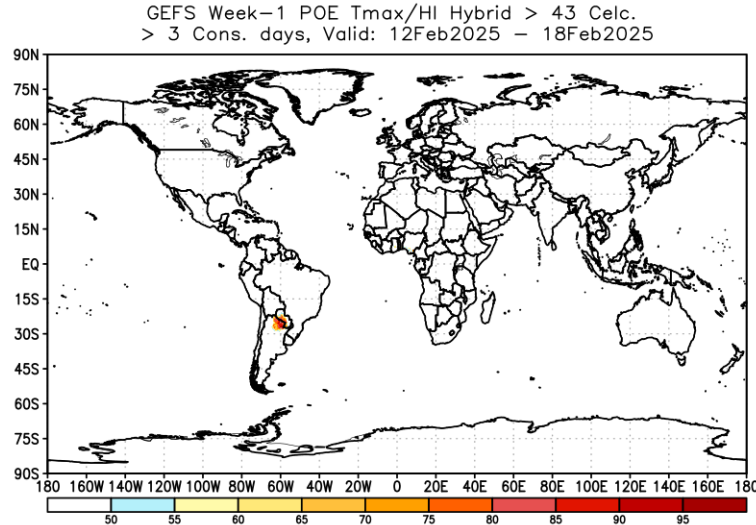 GEFS Week-1 POE Tmax/HI Hybrid > 43 Celc.
> 3 Cons. days, Valid: 12Feb2025 - 18Feb2025
90N
75N
60N
45N
30N
15N
EQ
15S
30S
45S
60S
75S
90S
180 160W 140W 120W 100W 80W 60W 40W 20W 0 20E 40E 60E 80E 100E 120E 140E 160E 180
50 55 60 65 70 75 80 85 90 95